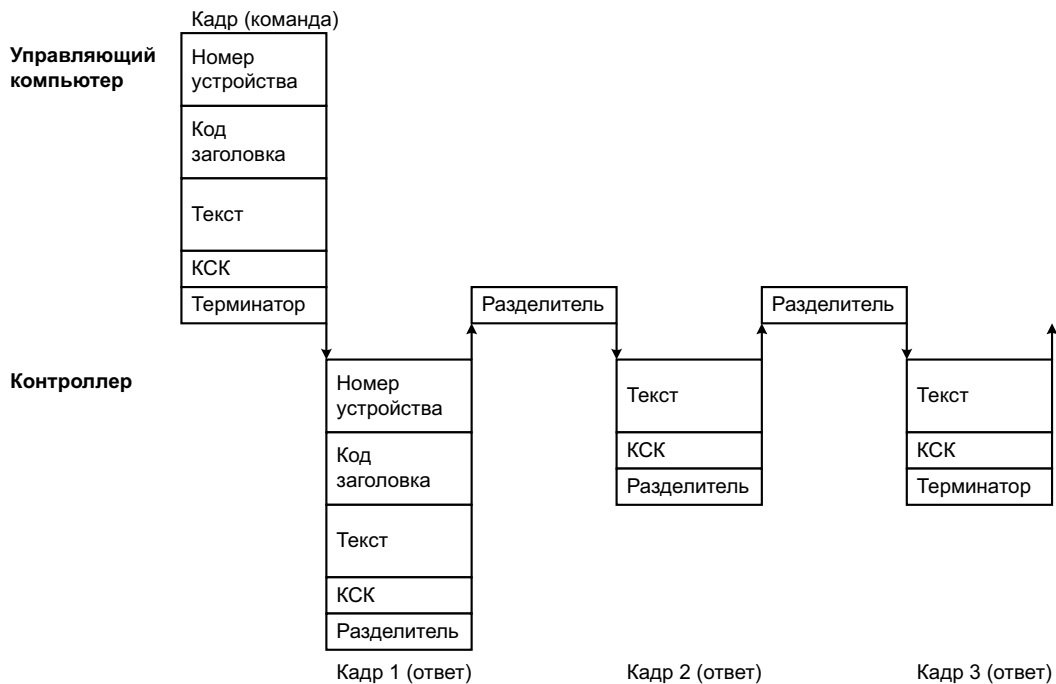 Кадр (команда)
Управляющий
компьютер
Номер
устройства
Код
заголовка
Текст
КСК
Терминатор
Разделитель
Разделитель
Контроллер
Номер
устройства
Код
заголовка
Текст
КСК
Разделитель
Текст
КСК
Разделитель
Текст
КСК
Терминатор
Кадр 1 (ответ)
Кадр 2 (ответ)
Кадр 3 (ответ)